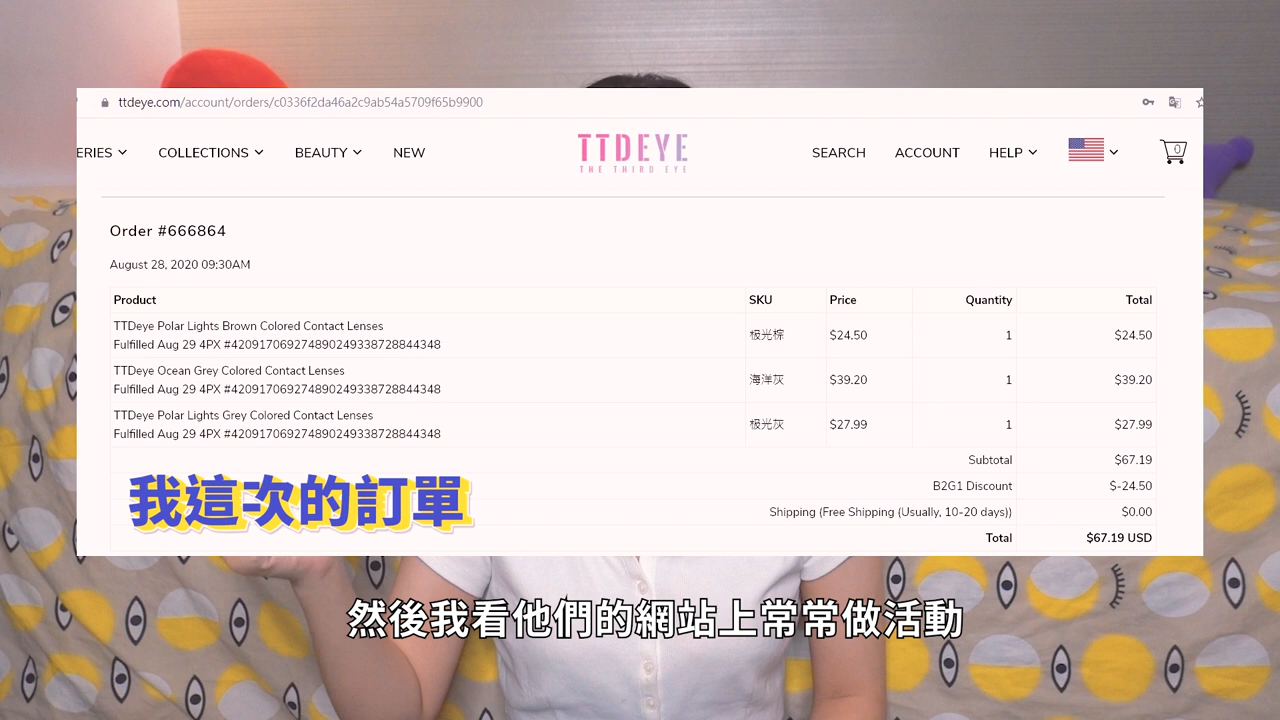 ttdeye.com/account/orders/c0336f2da46a2c9ab54a5709f65b9900
ERIES COLLECTIONS BEAUTY NEW TTDEYE SEARCH ACCOUNT HELP 0
THE THIRD EYE
Order #666864
August 28, 2020 09:30AM
Product SKU Price Quantity Total
TTDeye Polar Lights Brown Colored Contact Lenses
Fulfilled Aug 29 4PX #420917069274890249338728844348 极光棕 $24.50 1 $24.50
TTDeye Ocean Grey Colored Contact Lenses
Fulfilled Aug 29 4PX #420917069274890249338728844348 海洋灰 $39.20 1 $39.20
TTDeye Polar Lights Grey Colored Contact Lenses
Fulfilled Aug 29 4PX #420917069274890249338728844348 极光灰 $27.99 1 $27.99
Subtotal $67.19
B2G1 Discount $-24.50
Shipping (Free Shipping (Usually, 10-20 days)) $0.00
Total $67.19 USD
我這次的訂單
然後我看他們的網站上常常做活動